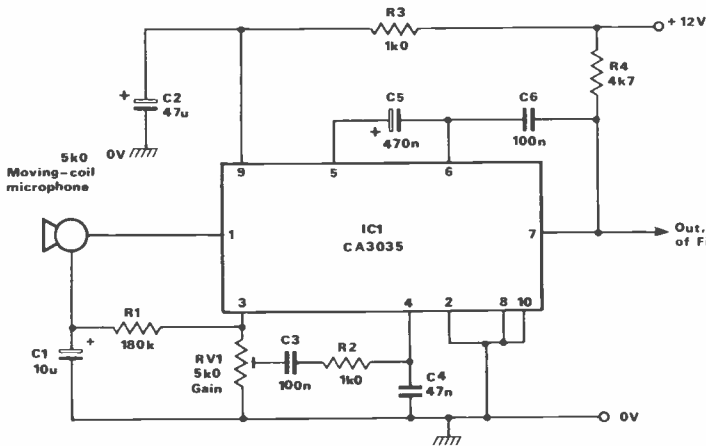 R3
1k0
+12V
R4
4k7
+
C2
47u
0V
C5
+
470n
C6
100n
5k0
Moving-coil
microphone
9
5
6
1
IC1
CA3035
7
Out,
of
3
4
2
8
10
R1
180k
+
C1
10u
RV1
5k0
Gain
C3
100n
R2
1k0
C4
47n
0V